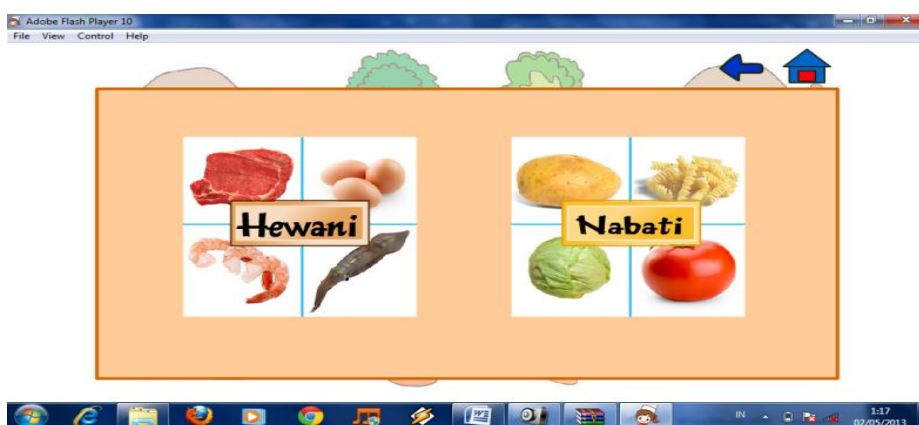 Adobe Flash Player 10
File View Control Help
Hewani
Nabati
IN
1:17
02/05/2013